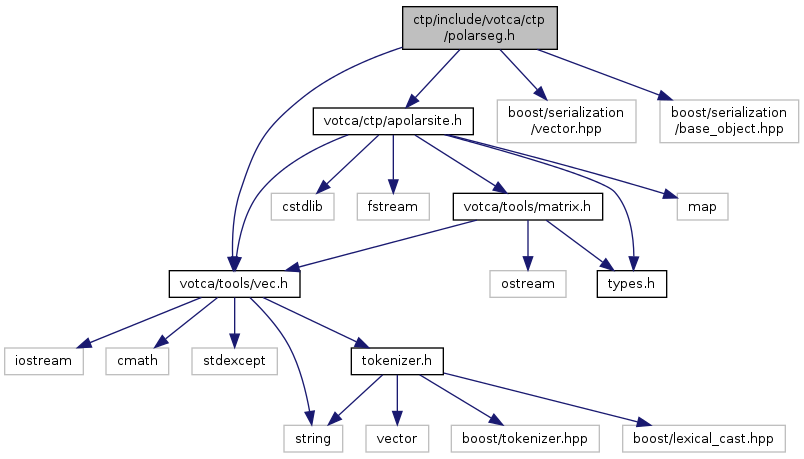 ctp/include/votca/ctp
/polarseg.h
votca/ctp/apolarsite.h
boost/serialization
/vector.hpp
boost/serialization
/base_object.hpp
cstdlib
fstream
votca/tools/matrix.h
map
votca/tools/vec.h
ostream
types.h
iostream
cmath
stdexcept
tokenizer.h
string
vector
boost/tokenizer.hpp
boost/lexical_cast.hpp